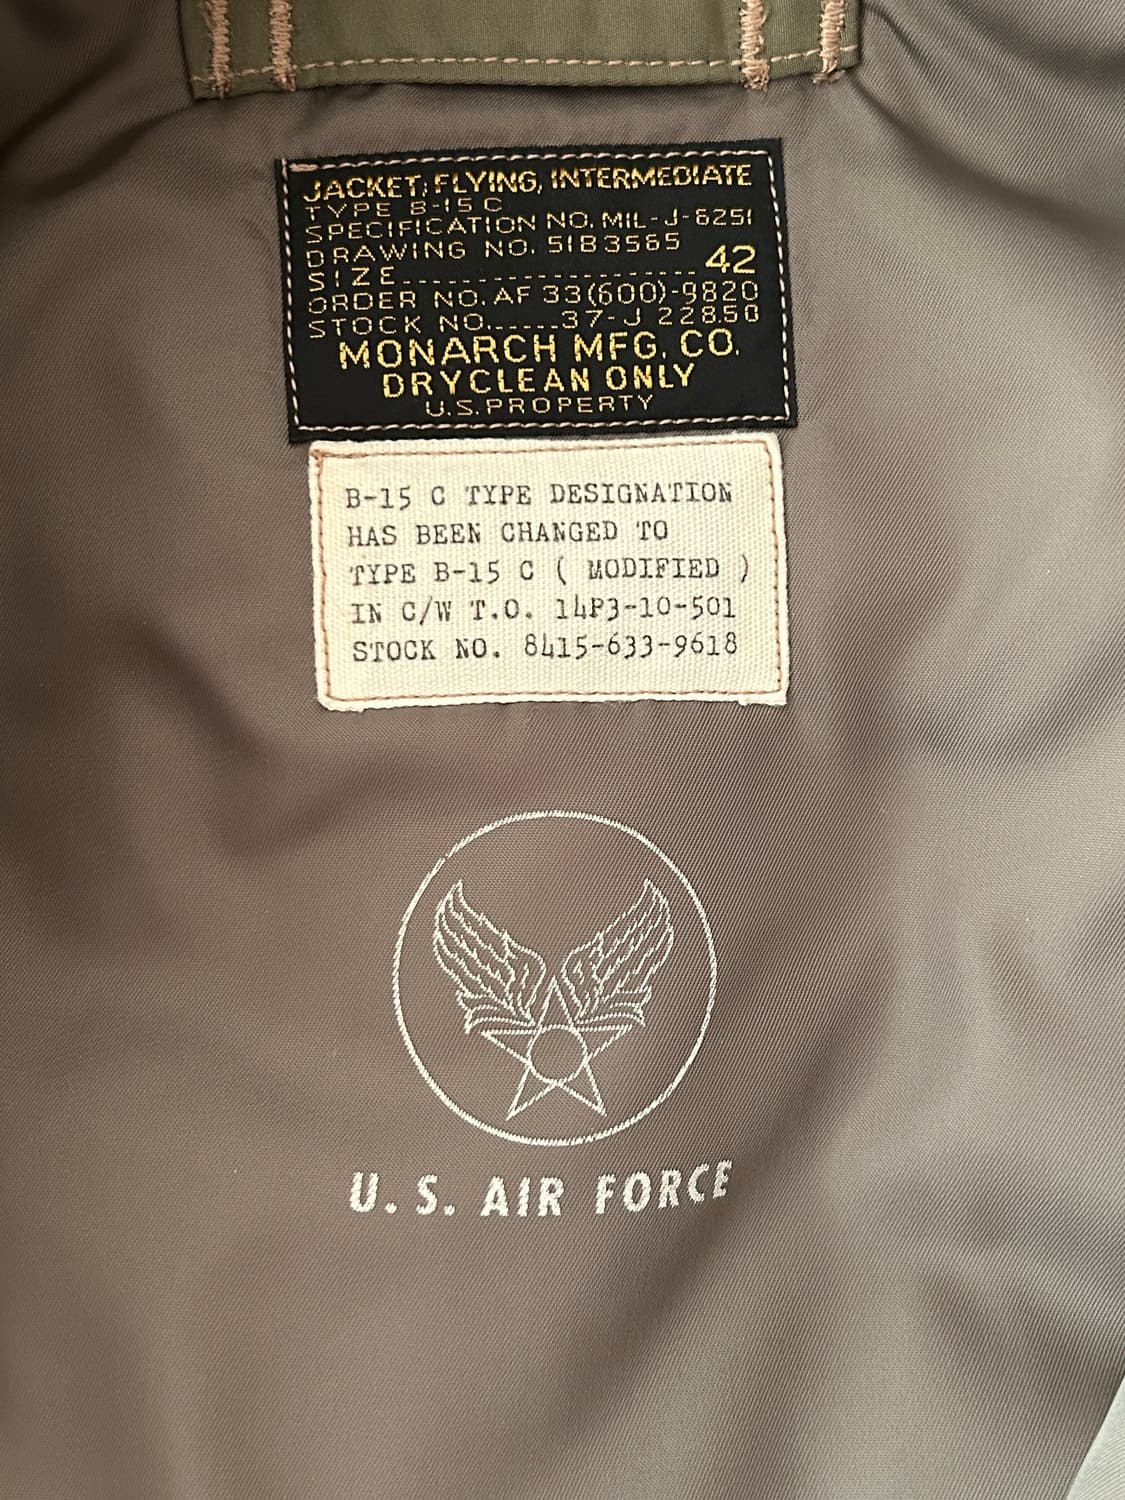 JACKET, FLYING, INTERMEDIATE
TYPE B-15 C
SPECIFICATION NO. MIL-J-6251
DRAWING NO. 51B3565
SIZE.................... 42
ORDER NO. AF 33(600)-9820
STOCK NO......37-J 22850
MONARCH MFG. CO.
DRYCLEAN ONLY
U.S. PROPERTY
B-15 C TYPE DESIGNATION
HAS BEEN CHANGED TO
TYPE B-15 C ( MODIFIED )
IN C/W T.O. 14P3-10-501
STOCK NO. 8415-633-9618
U.S. AIR FORCE